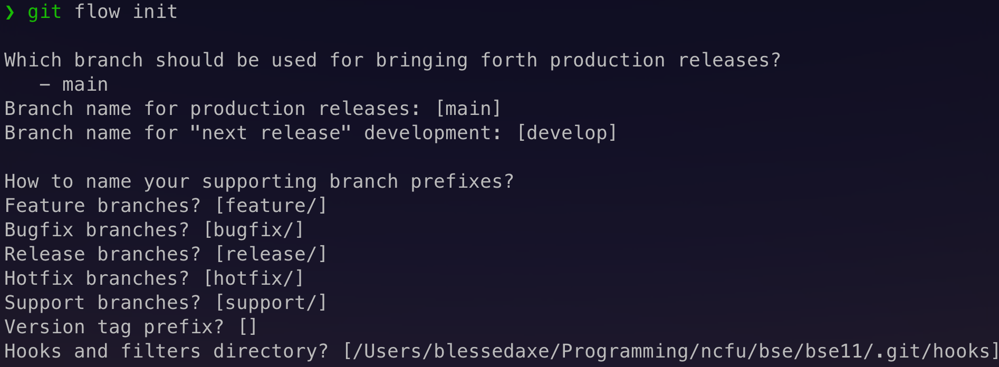 ❯ git flow init
Which branch should be used for bringing forth production releases?
   – main
Branch name for production releases: [main]
Branch name for "next release" development: [develop]
How to name your supporting branch prefixes?
Feature branches? [feature/]
Bugfix branches? [bugfix/]
Release branches? [release/]
Hotfix branches? [hotfix/]
Support branches? [support/]
Version tag prefix? []
Hooks and filters directory? [/Users/blessedaxe/Programming/ncfu/bse/bse11/.git/hooks]